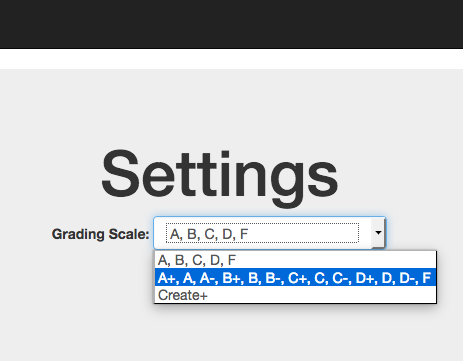 Settings
Grading Scale: A, B, C, D, F
A, B, C, D, F
A+, A, A-, B+, B, B-, C+, C, C-, D+, D, D-, F
Create+